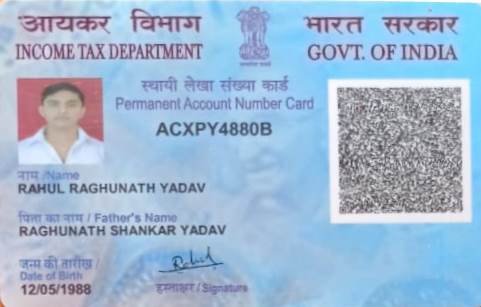 आयकर विभाग
INCOME TAX DEPARTMENT
भारत सरकार
GOVT. OF INDIA
स्थायी लेखा संख्या कार्ड
Permanent Account Number Card
ACXPY4880B
नाम /Name
RAHUL RAGHUNATH YADAV
पिता का नाम / Father's Name
RAGHUNATH SHANKAR YADAV
जन्म की तारीख /
Date of Birth
12/05/1988
Rahul
हस्ताक्षर / Signature